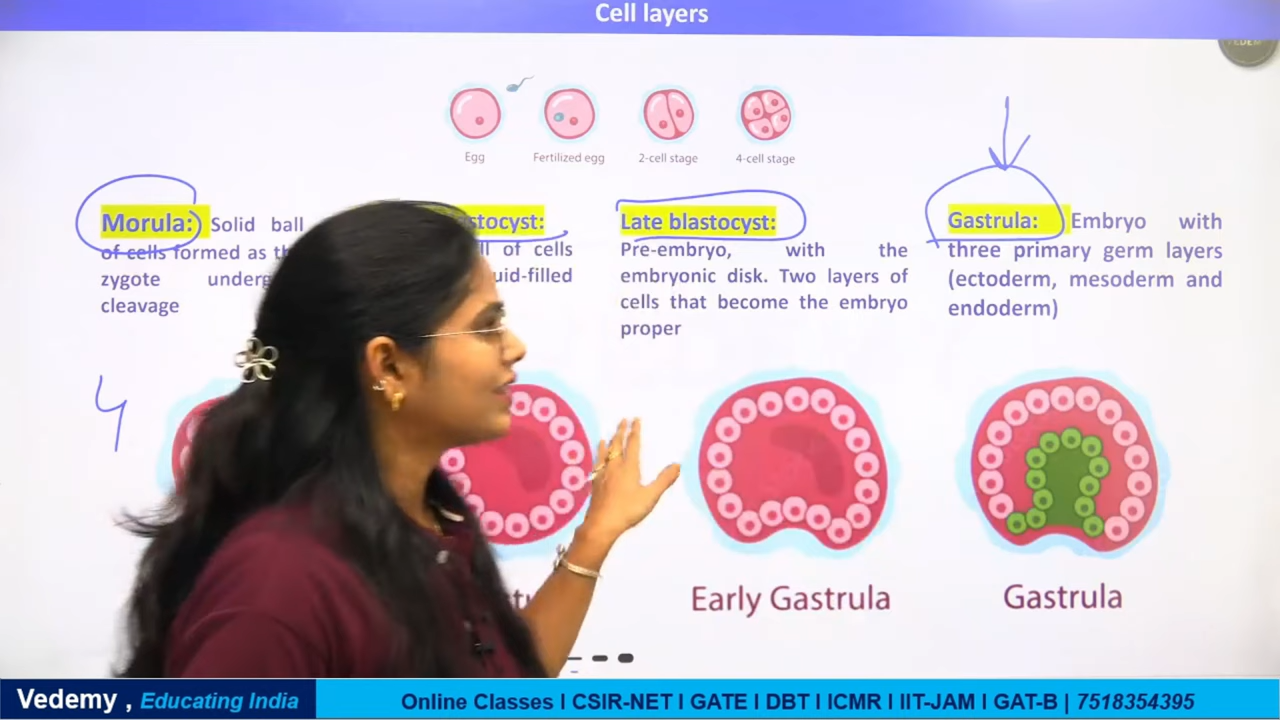 Cell layers
VEDEM
Egg
Fertilized egg
2-cell stage
4-cell stage
Morula: Solid ball
of cells formed as
zygote
cleavage
stocyst:
of cells
uid-filled
Late blastocyst:
Pre-embryo, with the
embryonic disk. Two layers of
cells that become the embryo
proper
Gastrula: Embryo with
three primary germ layers
(ectoderm, mesoderm and
endoderm)
4
Early Gastrula
Gastrula
Vedemy , Educating India
Online Classes I CSIR-NET I GATE I DBT I ICMR I IIT-JAM I GAT-B | 7518354395